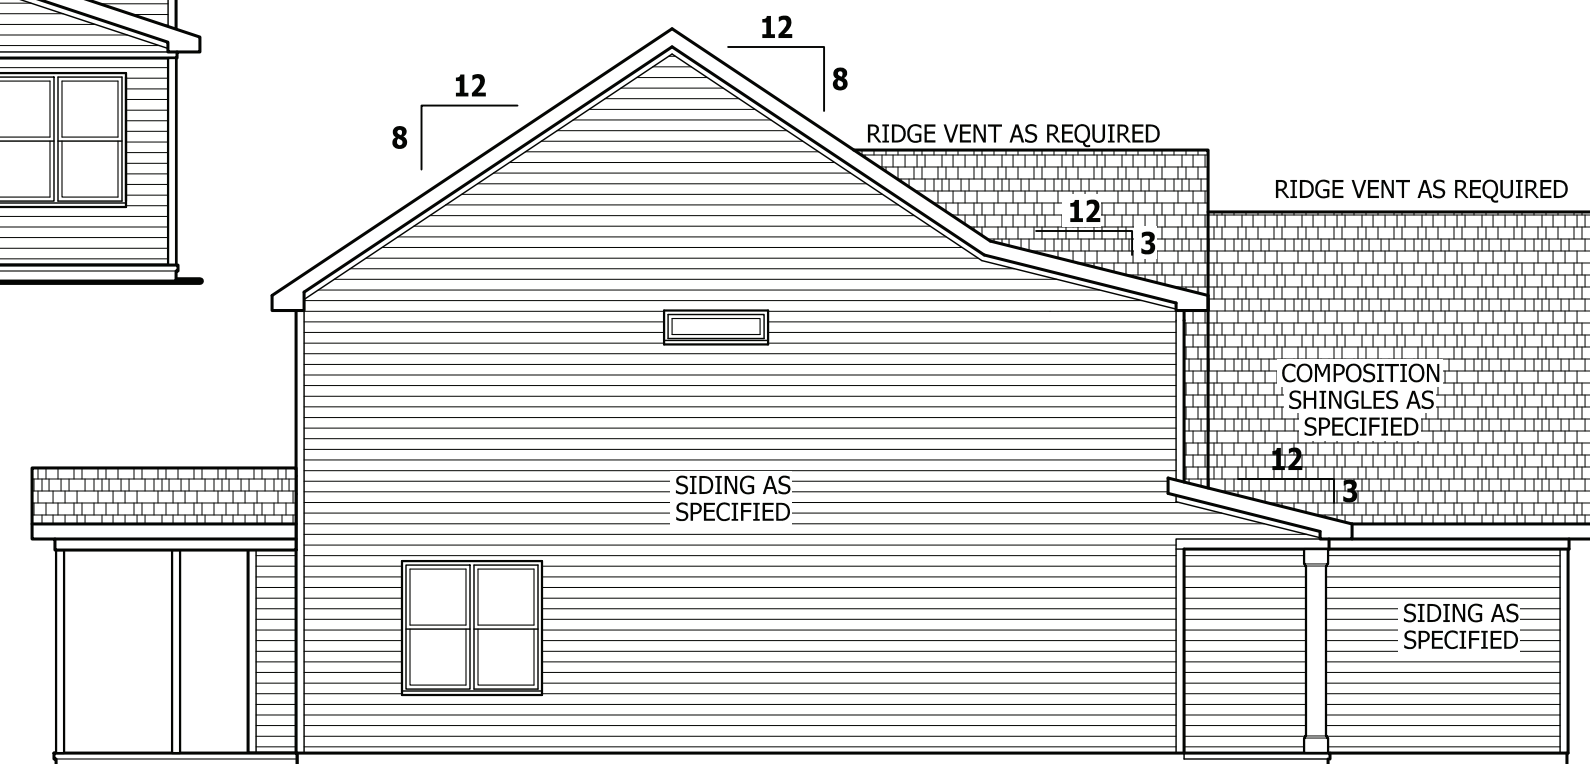 12
8
12
8
RIDGE VENT AS REQUIRED
RIDGE VENT AS REQUIRED
12
3
COMPOSITION
SHINGLES AS
SPECIFIED
12
3
SIDING AS
SPECIFIED
SIDING AS
SPECIFIED